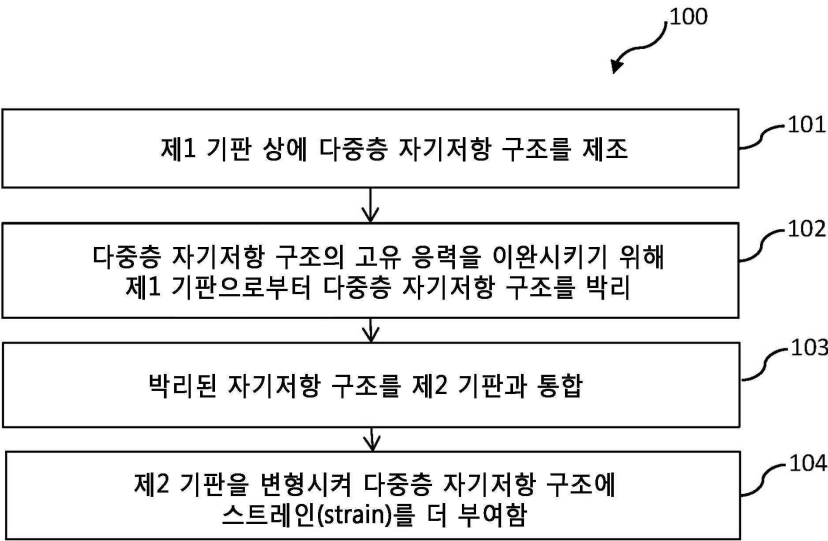 100
제1 기판 상에 다중층 자기저항 구조를 제조
101
다중층 자기저항 구조의 고유 응력을 이완시키기 위해
제1 기판으로부터 다중층 자기저항 구조를 박리
102
박리된 자기저항 구조를 제2 기판과 통합
103
제2 기판을 변형시켜 다중층 자기저항 구조에
스트레인(strain)를 더 부여함
104